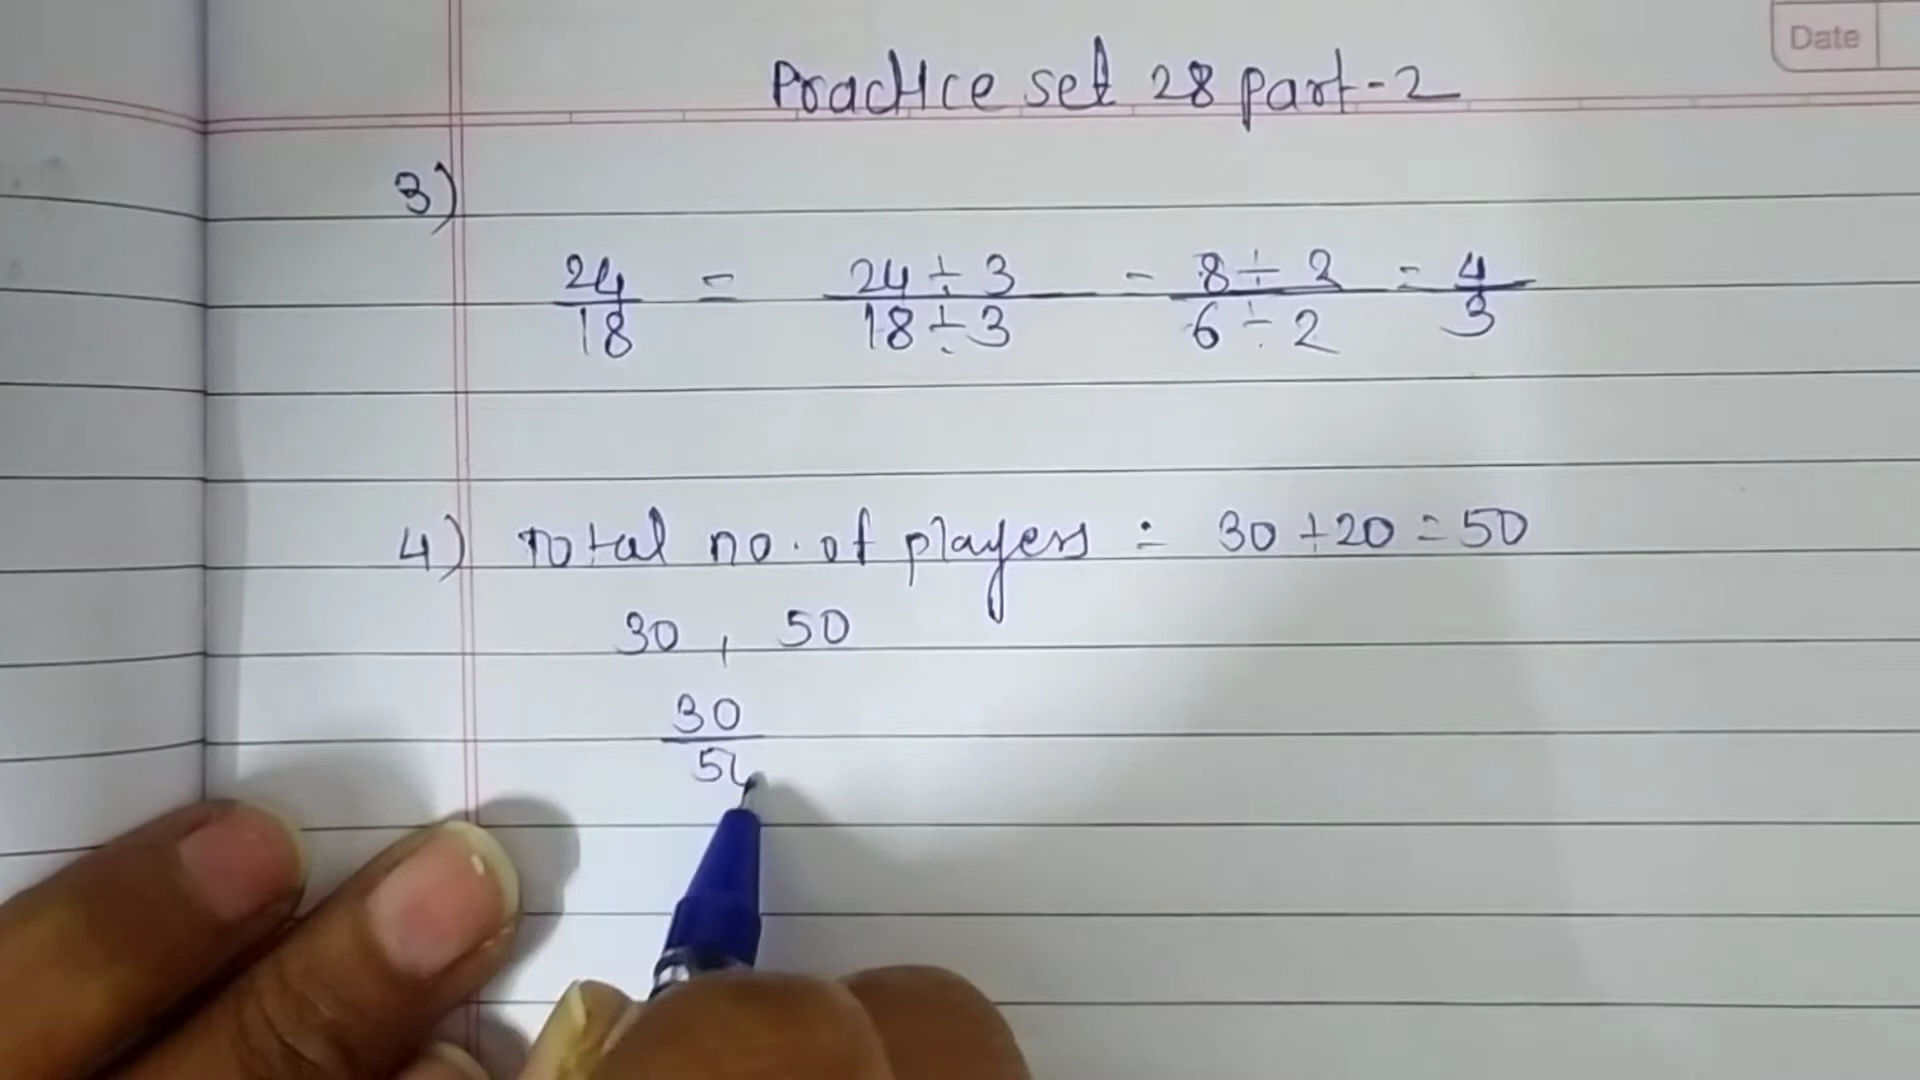 Date
Practice set 28 part-2
3)
24/18 = 24÷3/18÷3 = 8÷2/6÷2 = 4/3
4) Total no. of players = 30+20=50
30, 50
30
5